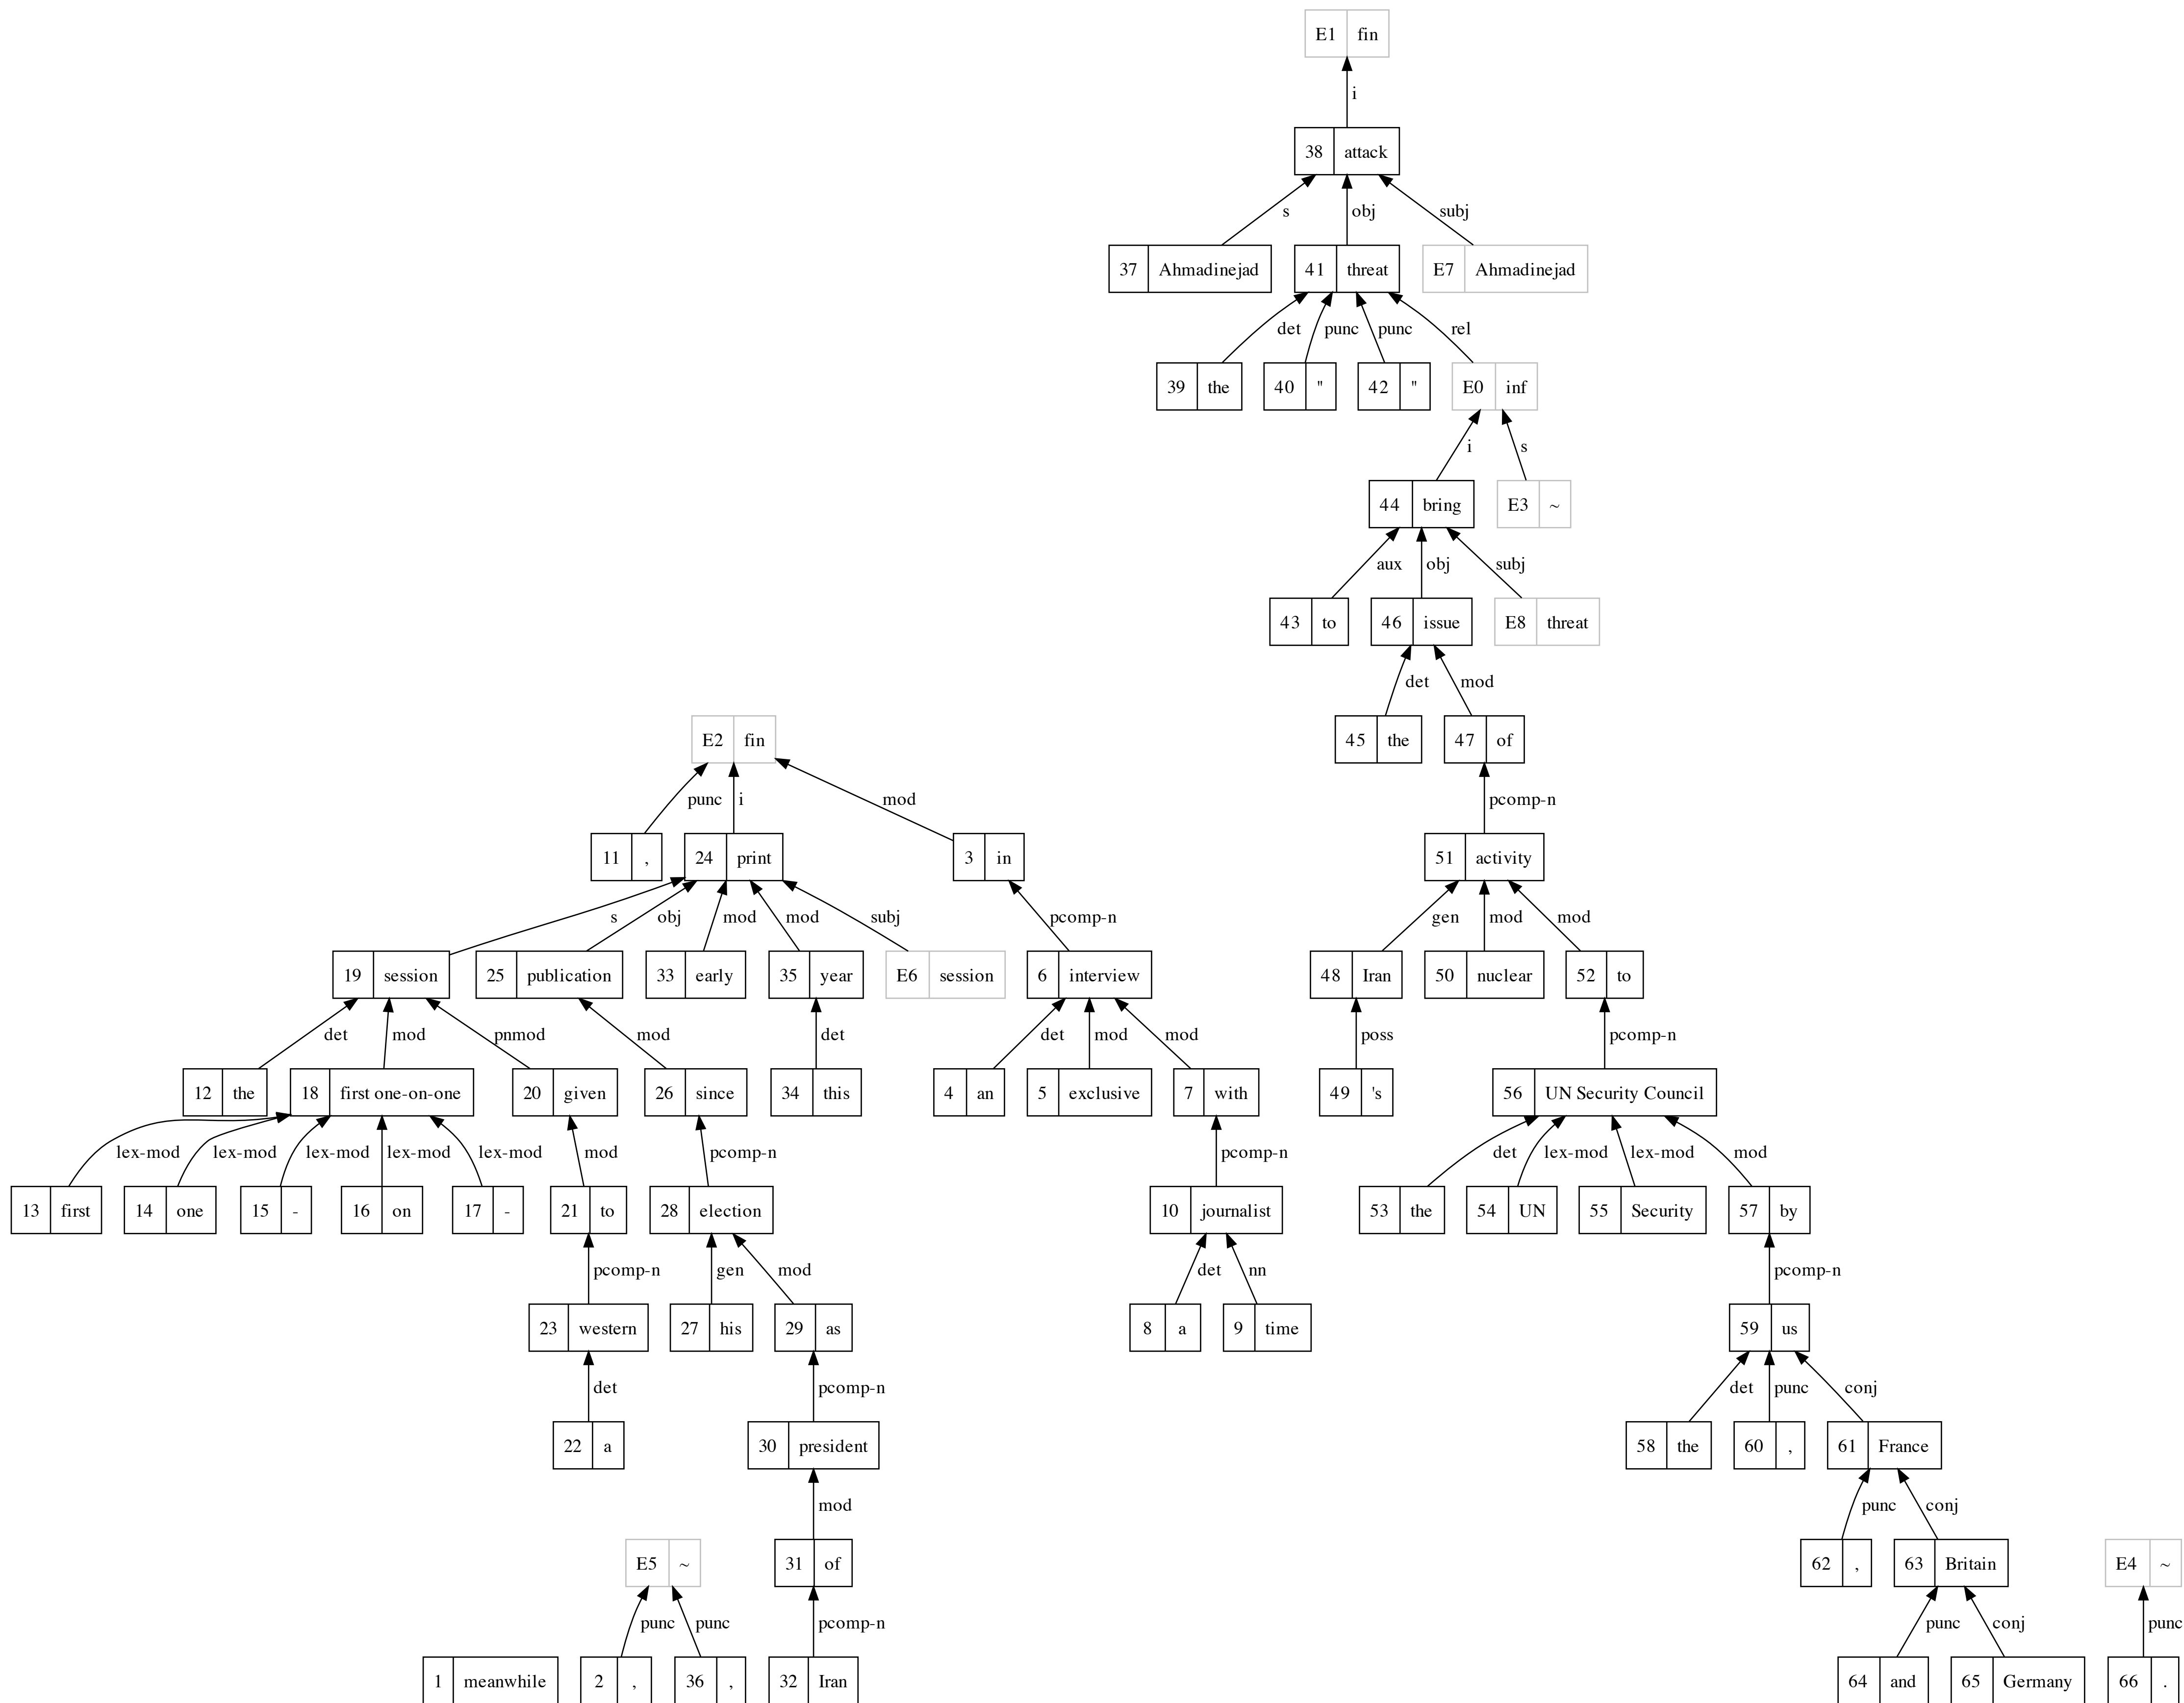 E1 fin
i
38 attack
s obj subj
37 Ahmadinejad 41 threat E7 Ahmadinejad
det punc punc rel
39 the 40 " 42 " E0 inf
i s
44 bring E3 ~
aux obj subj
43 to 46 issue E8 threat
det mod
E2 fin 45 the 47 of
punc i mod pcomp-n
11 , 24 print 3 in 51 activity
s obj mod mod subj pcomp-n gen mod mod
19 session 25 publication 33 early 35 year E6 session 6 interview 48 Iran 50 nuclear 52 to
det mod pnmod mod det det mod mod poss pcomp-n
12 the 18 first one-on-one 20 given 26 since 34 this 4 an 5 exclusive 7 with 49 's 56 UN Security Council
lex-mod lex-mod lex-mod lex-mod lex-mod mod pcomp-n pcomp-n det lex-mod lex-mod mod
13 first 14 one 15 - 16 on 17 - 21 to 28 election 10 journalist 53 the 54 UN 55 Security 57 by
pcomp-n gen mod det nn pcomp-n
23 western 27 his 29 as 8 a 9 time 59 us
det pcomp-n det punc conj
22 a 30 president 58 the 60 , 61 France
mod punc conj
E5 ~ 31 of 62 , 63 Britain E4 ~
punc punc pcomp-n punc conj punc
1 meanwhile 2 , 36 , 32 Iran 64 and 65 Germany 66 .